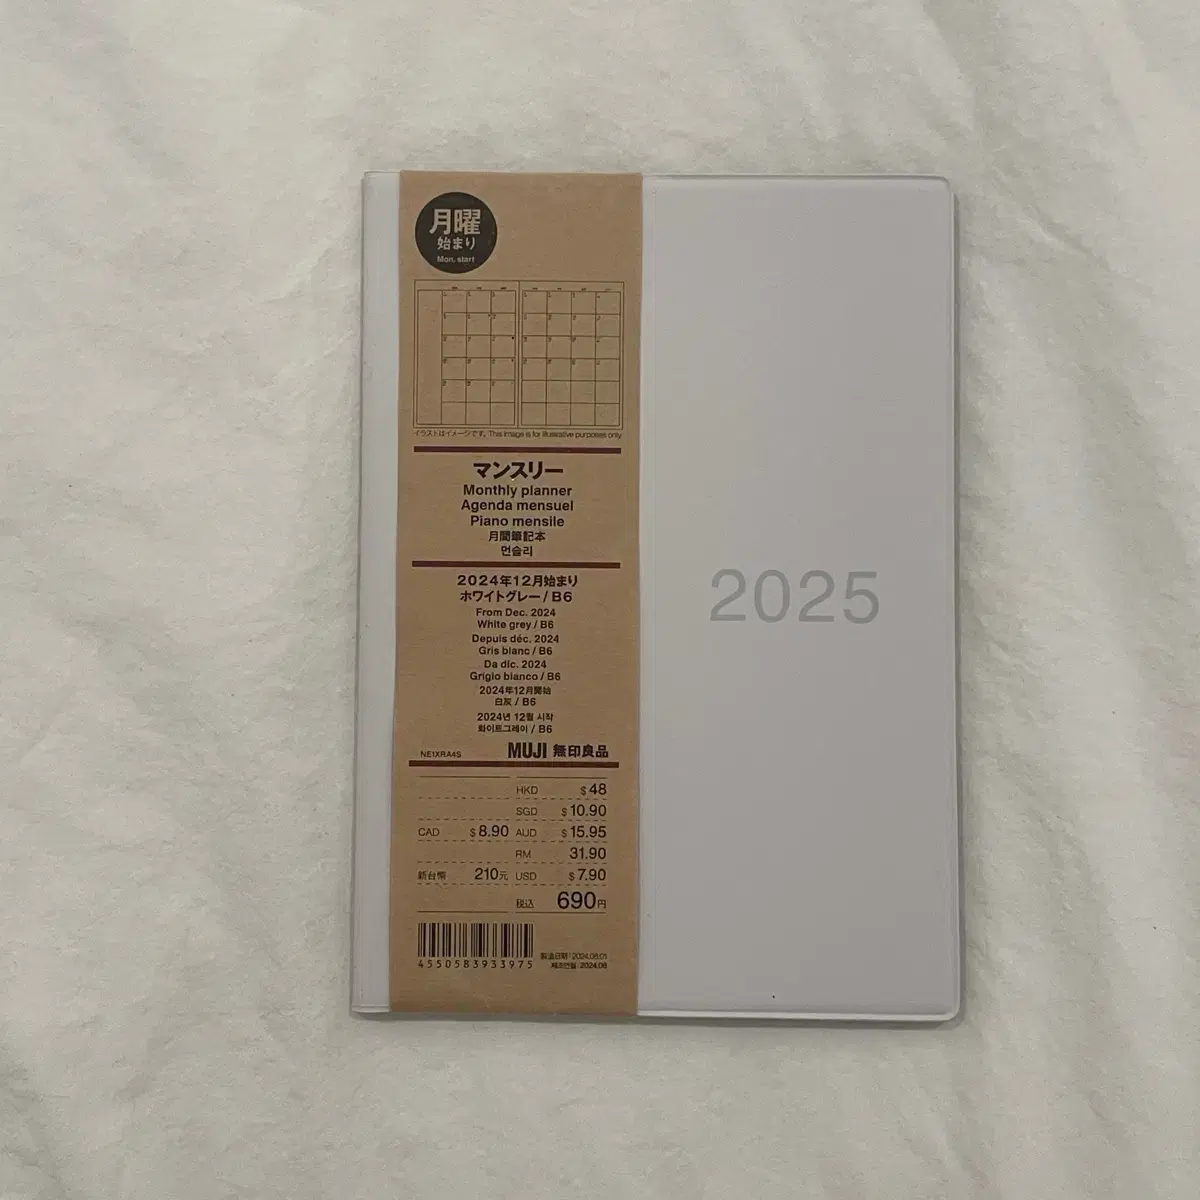 月曜
始まり
Mon. start
イラストはイメージです。This image is for illustrative purposes only
マンスリー
Monthly planner
Agenda mensuel
Piano mensile
月間筆記本
먼슬리
2024年12月始まり
ホワイトグレー/B6
From Dec. 2024
White grey / B6
Depuis déc. 2024
Gris blanc / B6
Da dic. 2024
Grigio bianco / B6
2024年12月開始
白灰 / B6
2024년 12월 시작
화이트그레이 / B6
NE1XRA4S MUJI 無印良品
HKD $ 48
SGD $ 10.90
CAD $ 8.90 AUD $ 15.95
RM 31.90
新台幣 210元 USD $ 7.90
税込 690円
4550583933975
製造日期:2024.08.01
제조연월:2024.08
2025